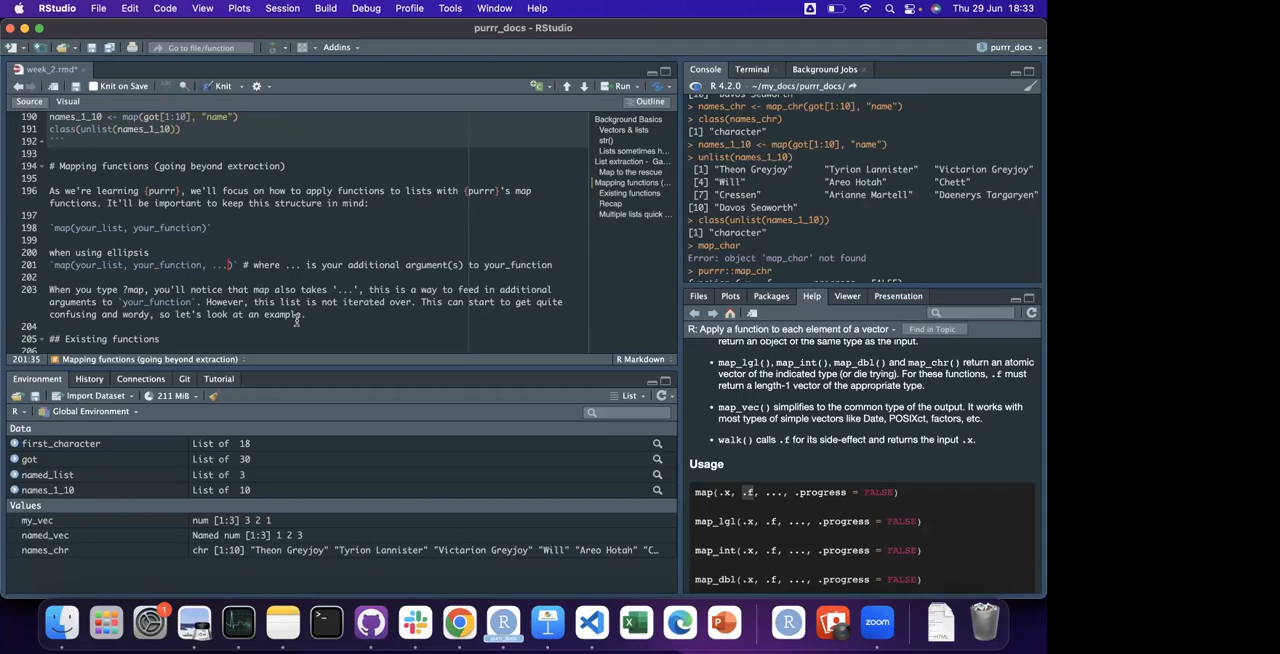 RStudio File Edit Code View Plots Session Build Debug Profile Tools Window Help Thu 29 Jun 18:33
purrr_docs - RStudio
Go to file/function Addins purrr_docs
week_2.rmd*
Knit on Save Knit Run
Source Visual Outline
190 names_1_10 <- map(got[1:10], "name")
191 class(unlist(names_1_10))
192 ```
193
194 # Mapping functions (going beyond extraction)
195
196 As we're learning {purrr}, we'll focus on how to apply functions to lists with {purrr}'s map
functions. It'll be important to keep this structure in mind:
197
198 `map(your_list, your_function)`
199
200 when using ellipsis
201 `map(your_list, your_function, ...)` # where ... is your additional argument(s) to your_function
202
203 When you type ?map, you'll notice that map also takes '...', this is a way to feed in additional
arguments to `your_function`. However, this list is not iterated over. This can start to get quite
confusing and wordy, so let's look at an example.
204
205 ## Existing functions
206
201:35 # Mapping functions (going beyond extraction) R Markdown
Background Basics
Vectors & lists
str()
Lists sometimes h...
List extraction - Ga...
Map to the rescue
Mapping functions (...
Existing functions
Recap
Multiple lists quick ...
Environment History Connections Git Tutorial
Import Dataset 211 MiB List
R Global Environment
Data
first_character List of 18
got List of 30
named_list List of 3
names_1_10 List of 10
Values
my_vec num [1:3] 3 2 1
named_vec Named num [1:3] 1 2 3
names_chr chr [1:10] "Theon Greyjoy" "Tyrion Lannister" "Victarion Greyjoy" "Will" "Areo Hotah" "C…
Console Terminal Background Jobs
R 4.2.0 · ~/my_docs/purrr_docs/
[10] "Davos Seaworth"
> names_chr <- map_chr(got[1:10], "name")
> class(names_chr)
[1] "character"
> names_1_10 <- map(got[1:10], "name")
> unlist(names_1_10)
[1] "Theon Greyjoy" "Tyrion Lannister" "Victarion Greyjoy"
[4] "Will" "Areo Hotah" "Chett"
[7] "Cressen" "Arianne Martell" "Daenerys Targaryen"
[10] "Davos Seaworth"
> class(unlist(names_1_10))
[1] "character"
> map_char
Error: object 'map_char' not found
> purrr::map_chr
Files Plots Packages Help Viewer Presentation
R: Apply a function to each element of a vector Find in Topic
return an object of the same type as the input.
• map_lgl(), map_int(), map_dbl() and map_chr() return an atomic
vector of the indicated type (or die trying). For these functions, .f must
return a length-1 vector of the appropriate type.
• map_vec() simplifies to the common type of the output. It works with
most types of simple vectors like Date, POSIXct, factors, etc.
• walk() calls .f for its side-effect and returns the input .x.
Usage
map(.x, .f, ..., .progress = FALSE)
map_lgl(.x, .f, ..., .progress = FALSE)
map_int(.x, .f, ..., .progress = FALSE)
map_dbl(.x, .f, ..., .progress = FALSE)
1
R
purrr_docs
R
zoom
HTML